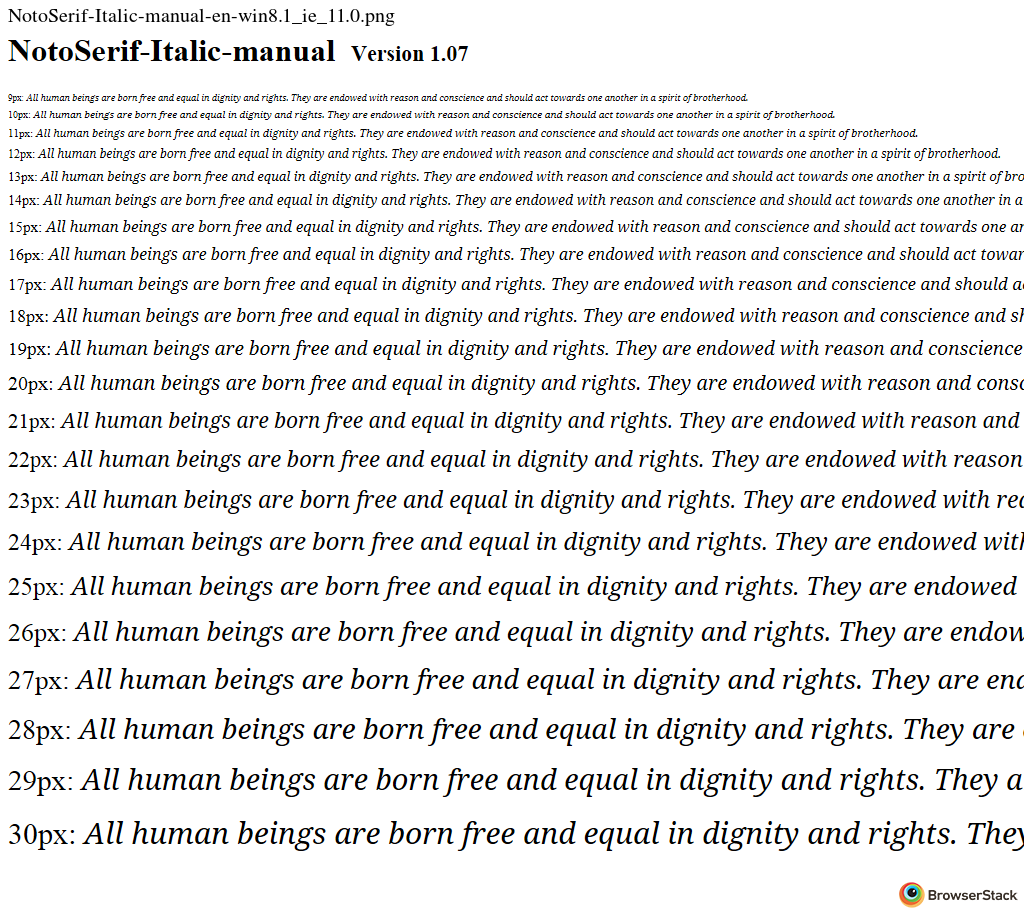 NotoSerif-Italic-manual-en-win8.1_ie_11.0.png
NotoSerif-Italic-manual Version 1.07
9px: All human beings are born free and equal in dignity and rights. They are endowed with reason and conscience and should act towards one another in a spirit of brotherhood.
10px: All human beings are born free and equal in dignity and rights. They are endowed with reason and conscience and should act towards one another in a spirit of brotherhood.
11px: All human beings are born free and equal in dignity and rights. They are endowed with reason and conscience and should act towards one another in a spirit of brotherhood.
12px: All human beings are born free and equal in dignity and rights. They are endowed with reason and conscience and should act towards one another in a spirit of brotherhood.
13px: All human beings are born free and equal in dignity and rights. They are endowed with reason and conscience and should act towards one another in a spirit of bro
14px: All human beings are born free and equal in dignity and rights. They are endowed with reason and conscience and should act towards one another in a
15px: All human beings are born free and equal in dignity and rights. They are endowed with reason and conscience and should act towards one an
16px: All human beings are born free and equal in dignity and rights. They are endowed with reason and conscience and should act towar
17px: All human beings are born free and equal in dignity and rights. They are endowed with reason and conscience and should a
18px: All human beings are born free and equal in dignity and rights. They are endowed with reason and conscience and sh
19px: All human beings are born free and equal in dignity and rights. They are endowed with reason and conscience
20px: All human beings are born free and equal in dignity and rights. They are endowed with reason and consc
21px: All human beings are born free and equal in dignity and rights. They are endowed with reason and
22px: All human beings are born free and equal in dignity and rights. They are endowed with reason
23px: All human beings are born free and equal in dignity and rights. They are endowed with rea
24px: All human beings are born free and equal in dignity and rights. They are endowed with
25px: All human beings are born free and equal in dignity and rights. They are endowed
26px: All human beings are born free and equal in dignity and rights. They are endow
27px: All human beings are born free and equal in dignity and rights. They are end
28px: All human beings are born free and equal in dignity and rights. They are
29px: All human beings are born free and equal in dignity and rights. They a
30px: All human beings are born free and equal in dignity and rights. They
BrowserStack